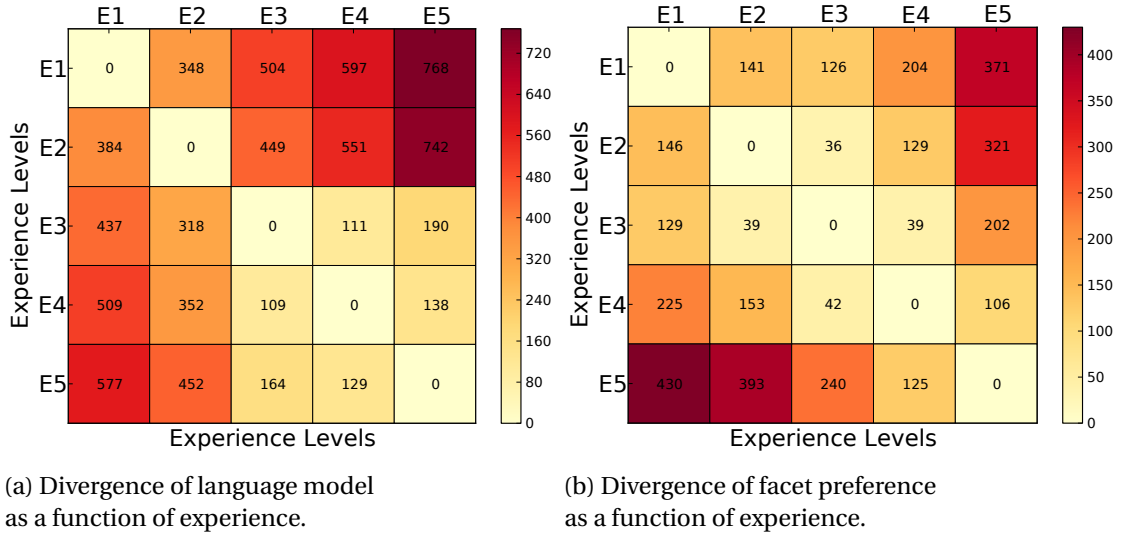 E1 E2 E3 E4 E5
E1 0 348 504 597 768
E2 384 0 449 551 742
E3 437 318 0 111 190
E4 509 352 109 0 138
E5 577 452 164 129 0
Experience Levels
Experience Levels
720
640
560
480
400
320
240
160
80
0
(a) Divergence of language model
as a function of experience.
E1 E2 E3 E4 E5
E1 0 141 126 204 371
E2 146 0 36 129 321
E3 129 39 0 39 202
E4 225 153 42 0 106
E5 430 393 240 125 0
Experience Levels
Experience Levels
400
350
300
250
200
150
100
50
0
(b) Divergence of facet preference
as a function of experience.